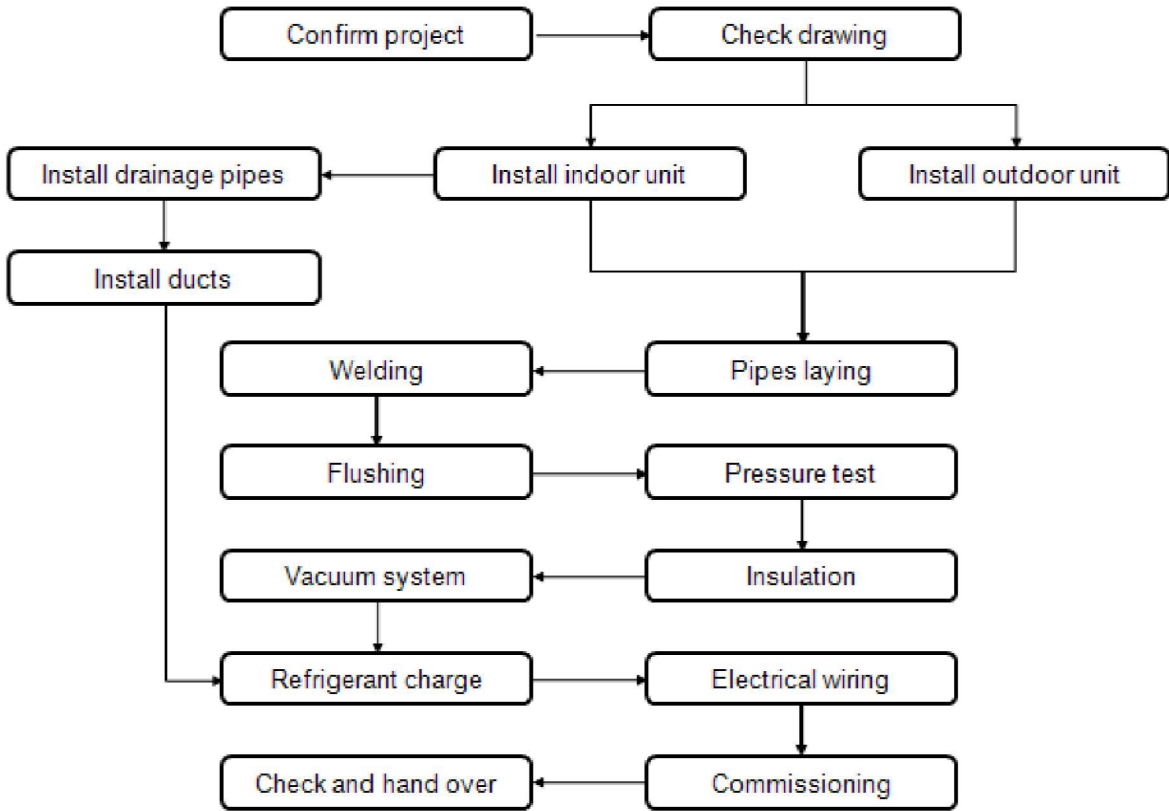 Confirm project
Check drawing
Install drainage pipes
Install indoor unit
Install outdoor unit
Install ducts
Welding
Pipes laying
Flushing
Pressure test
Vacuum system
Insulation
Refrigerant charge
Electrical wiring
Check and hand over
Commissioning